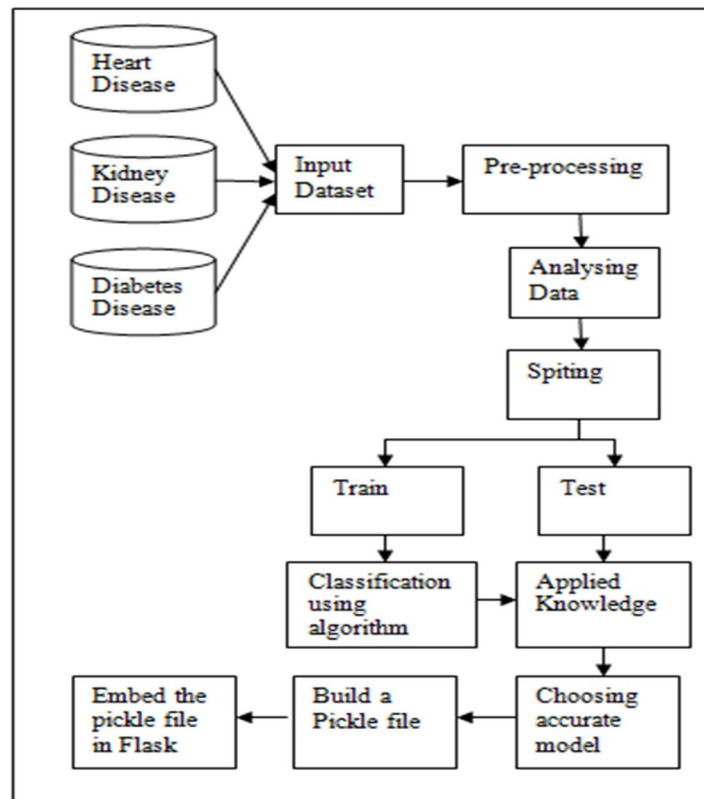 Heart
Disease
Kidney
Disease
Diabetes
Disease
Input
Dataset
Pre-processing
Analysing
Data
Spiting
Train
Test
Classification
using
algorithm
Applied
Knowledge
Embed the
pickle file
in Flask
Build a
Pickle file
Choosing
accurate
model